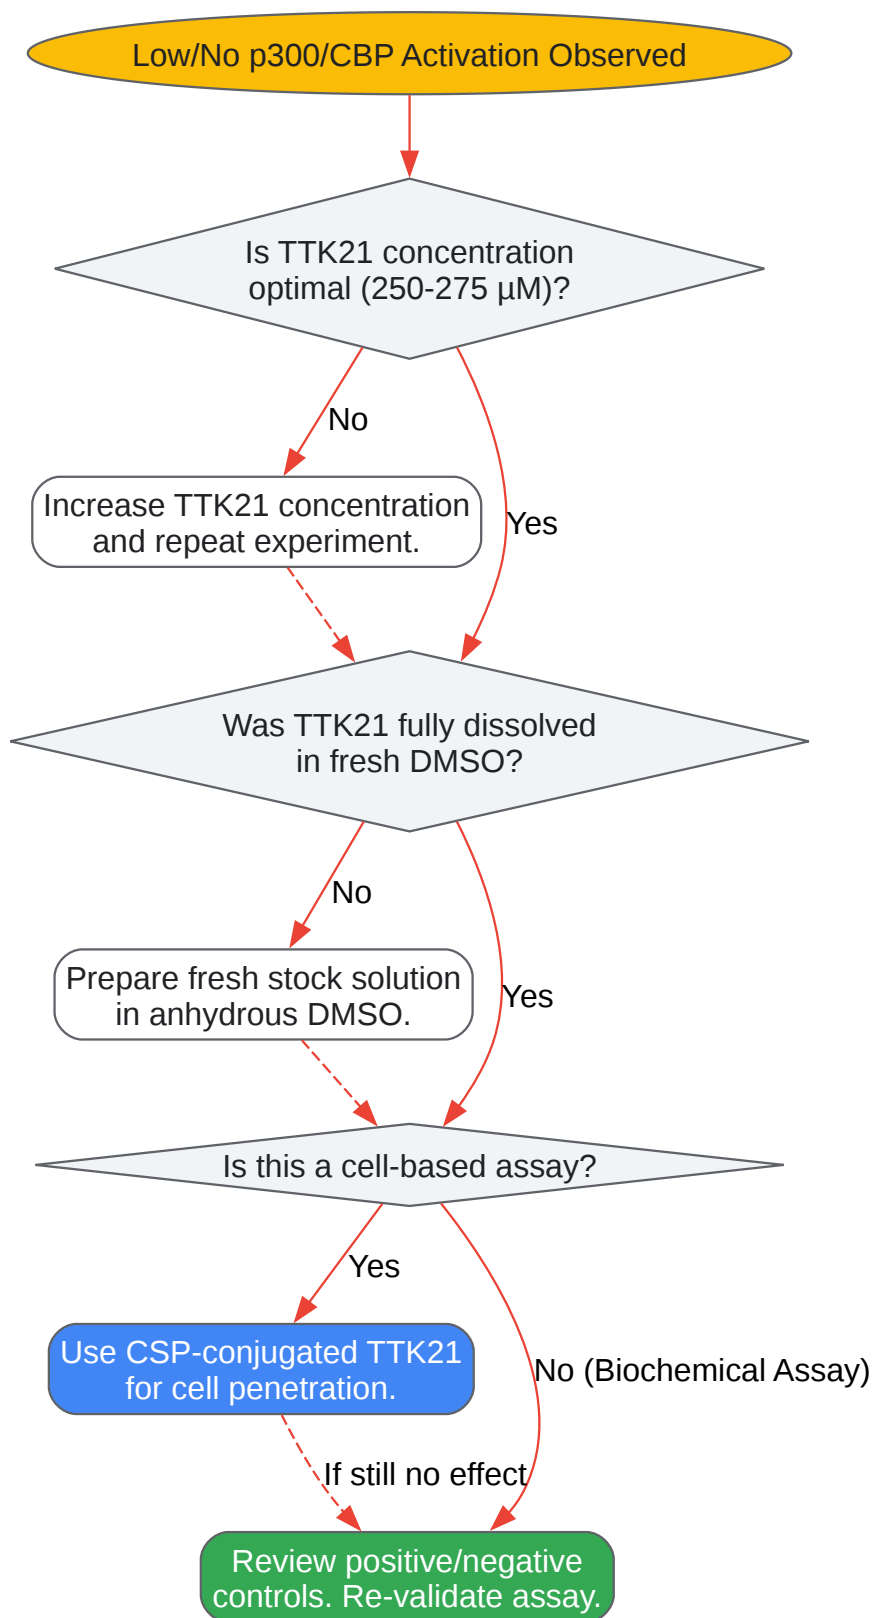 Low/No p300/CBP Activation Observed
Is TTK21 concentration
optimal (250-275 µM)?
No
Increase TTK21 concentration
and repeat experiment.
Yes
Was TTK21 fully dissolved
in fresh DMSO?
No
Prepare fresh stock solution
in anhydrous DMSO.
Yes
Is this a cell-based assay?
Yes
Use CSP-conjugated TTK21
for cell penetration.
No (Biochemical Assay)
If still no effect
Review positive/negative
controls. Re-validate assay.